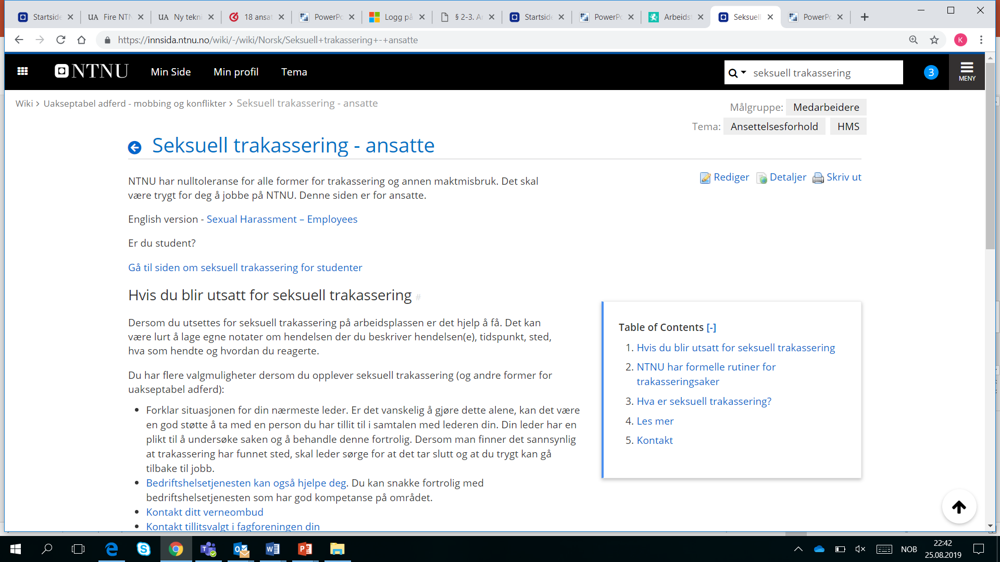 Startside
UA Fire NTN
UA Ny tekni
18 ansat
PowerPo
Logg på
§ 2-3. A
Startside
PowerPo
Arbeidst
Seksuell
PowerPo
https://innsida.ntnu.no/wiki/-/wiki/Norsk/Seksuell+trakassering+-+ansatte
K
NTNU
Min Side
Min profil
Tema
seksuell trakassering
3
MENY
Wiki > Uakseptabel adferd - mobbing og konflikter > Seksuell trakassering - ansatte
Målgruppe: Medarbeidere
Tema: Ansettelsesforhold HMS
Seksuell trakassering - ansatte
Rediger Detaljer Skriv ut
NTNU har nulltoleranse for alle former for trakassering og annen maktmisbruk. Det skal
være trygt for deg å jobbe på NTNU. Denne siden er for ansatte.
English version - Sexual Harassment – Employees
Er du student?
Gå til siden om seksuell trakassering for studenter
Hvis du blir utsatt for seksuell trakassering #
Dersom du utsettes for seksuell trakassering på arbeidsplassen er det hjelp å få. Det kan
være lurt å lage egne notater om hendelsen der du beskriver hendelsen(e), tidspunkt, sted,
hva som hendte og hvordan du reagerte.
Du har flere valgmuligheter dersom du opplever seksuell trakassering (og andre former for
uakseptabel adferd):
• Forklar situasjonen for din nærmeste leder. Er det vanskelig å gjøre dette alene, kan det være
en god støtte å ta med en person du har tillit til i samtalen med lederen din. Din leder har en
plikt til å undersøke saken og å behandle denne fortrolig. Dersom man finner det sannsynlig
at trakassering har funnet sted, skal leder sørge for at det tar slutt og at du trygt kan gå
tilbake til jobb.
• Bedriftshelsetjenesten kan også hjelpe deg. Du kan snakke fortrolig med
bedriftshelsetjenesten som har god kompetanse på området.
• Kontakt ditt verneombud
• Kontakt tillitsvalgt i fagforeningen din
Table of Contents [-]
1. Hvis du blir utsatt for seksuell trakassering
2. NTNU har formelle rutiner for
trakasseringsaker
3. Hva er seksuell trakassering?
4. Les mer
5. Kontakt
NOB
22:42
25.08.2019